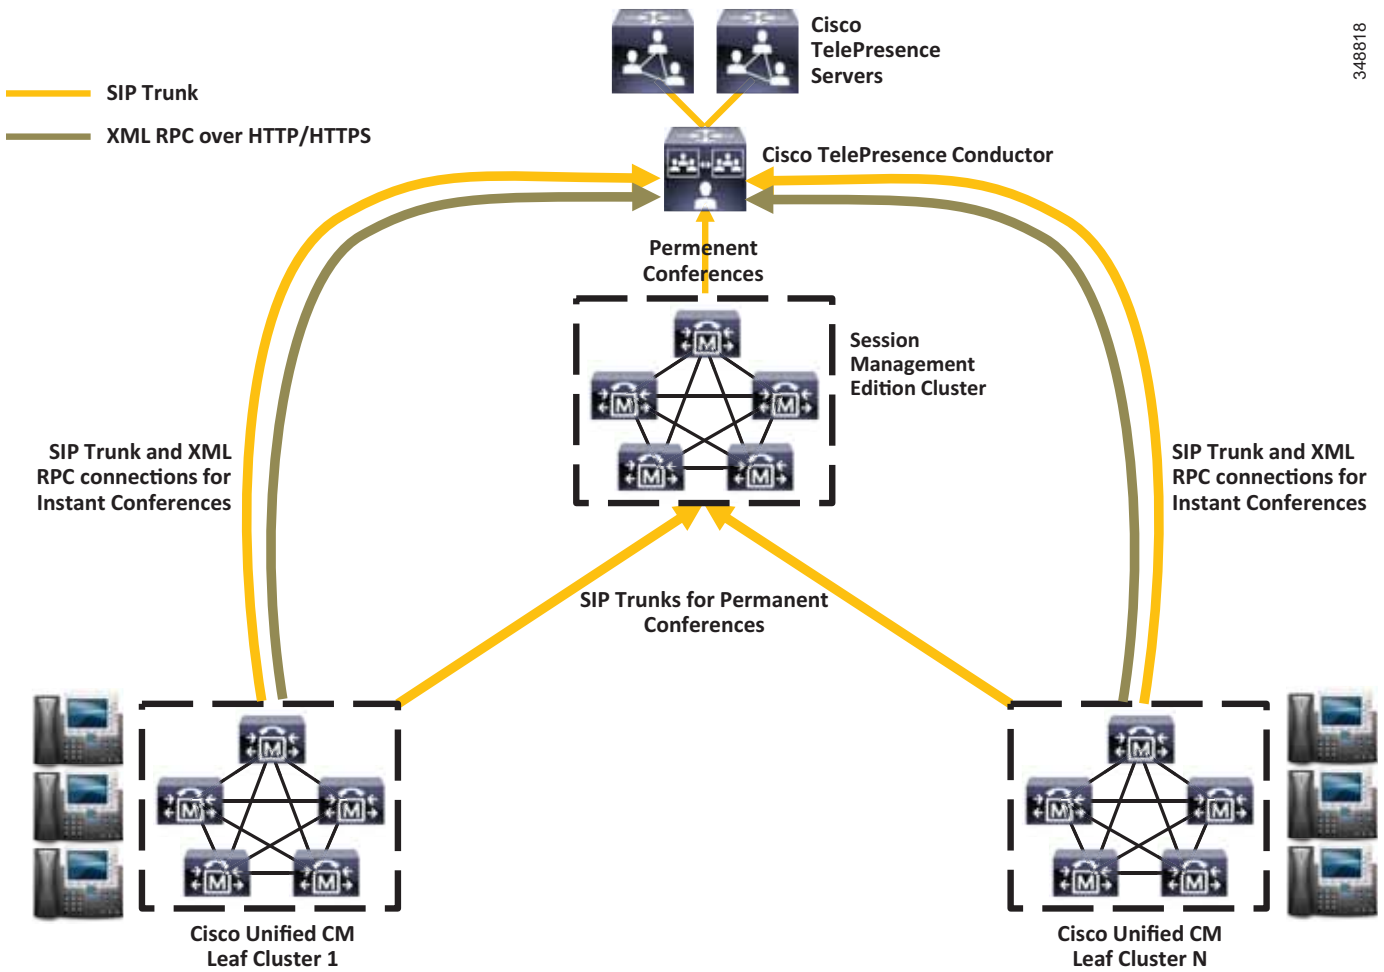 Cisco
TelePresence
Servers
348818
SIP Trunk
XML RPC over HTTP/HTTPS
Cisco TelePresence Conductor
Permenent
Conferences
Session
Management
Edition Cluster
M
M
M
M
M
SIP Trunk and XML
RPC connections for
Instant Conferences
SIP Trunk and XML
RPC connections for
Instant Conferences
SIP Trunks for Permanent
Conferences
M
M
M
M
M
M
M
M
M
M
Cisco Unified CM
Leaf Cluster 1
Cisco Unified CM
Leaf Cluster N